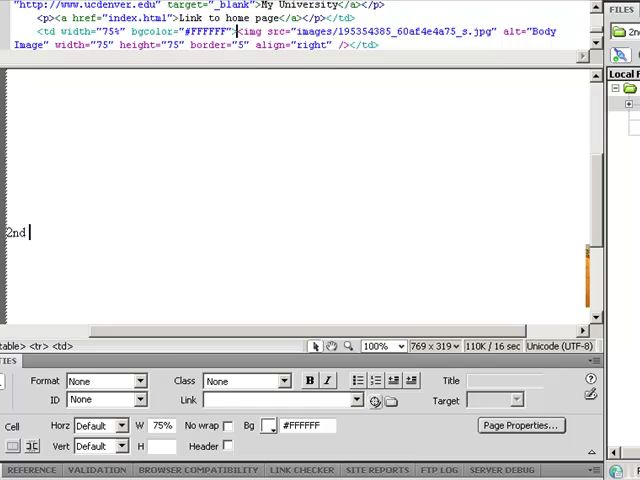 "http://www.ucdenver.edu" target="_blank">My University</a></p>
<p><a href="index.html">Link to home page</a></p></td>
<td width="75%" bgcolor="#FFFFFF"><img src="images/195354385_60af4e4a75_s.jpg" alt="Body
Image" width="75" height="75" border="5" align="right" /></td>
FILES
2nd
Local F
2nd
table> <tr> <td>
100%
769 x 319
110K / 16 sec
Unicode (UTF-8)
TIES
Format
None
Class
None
B
I
Title
ID
None
Link
Target
Cell
Horz
Default
W
75%
No wrap
Bg
#FFFFFF
Page Properties...
Vert
Default
H
Header
REFERENCE
VALIDATION
BROWSER COMPATIBILITY
LINK CHECKER
SITE REPORTS
FTP LOG
SERVER DEBUG